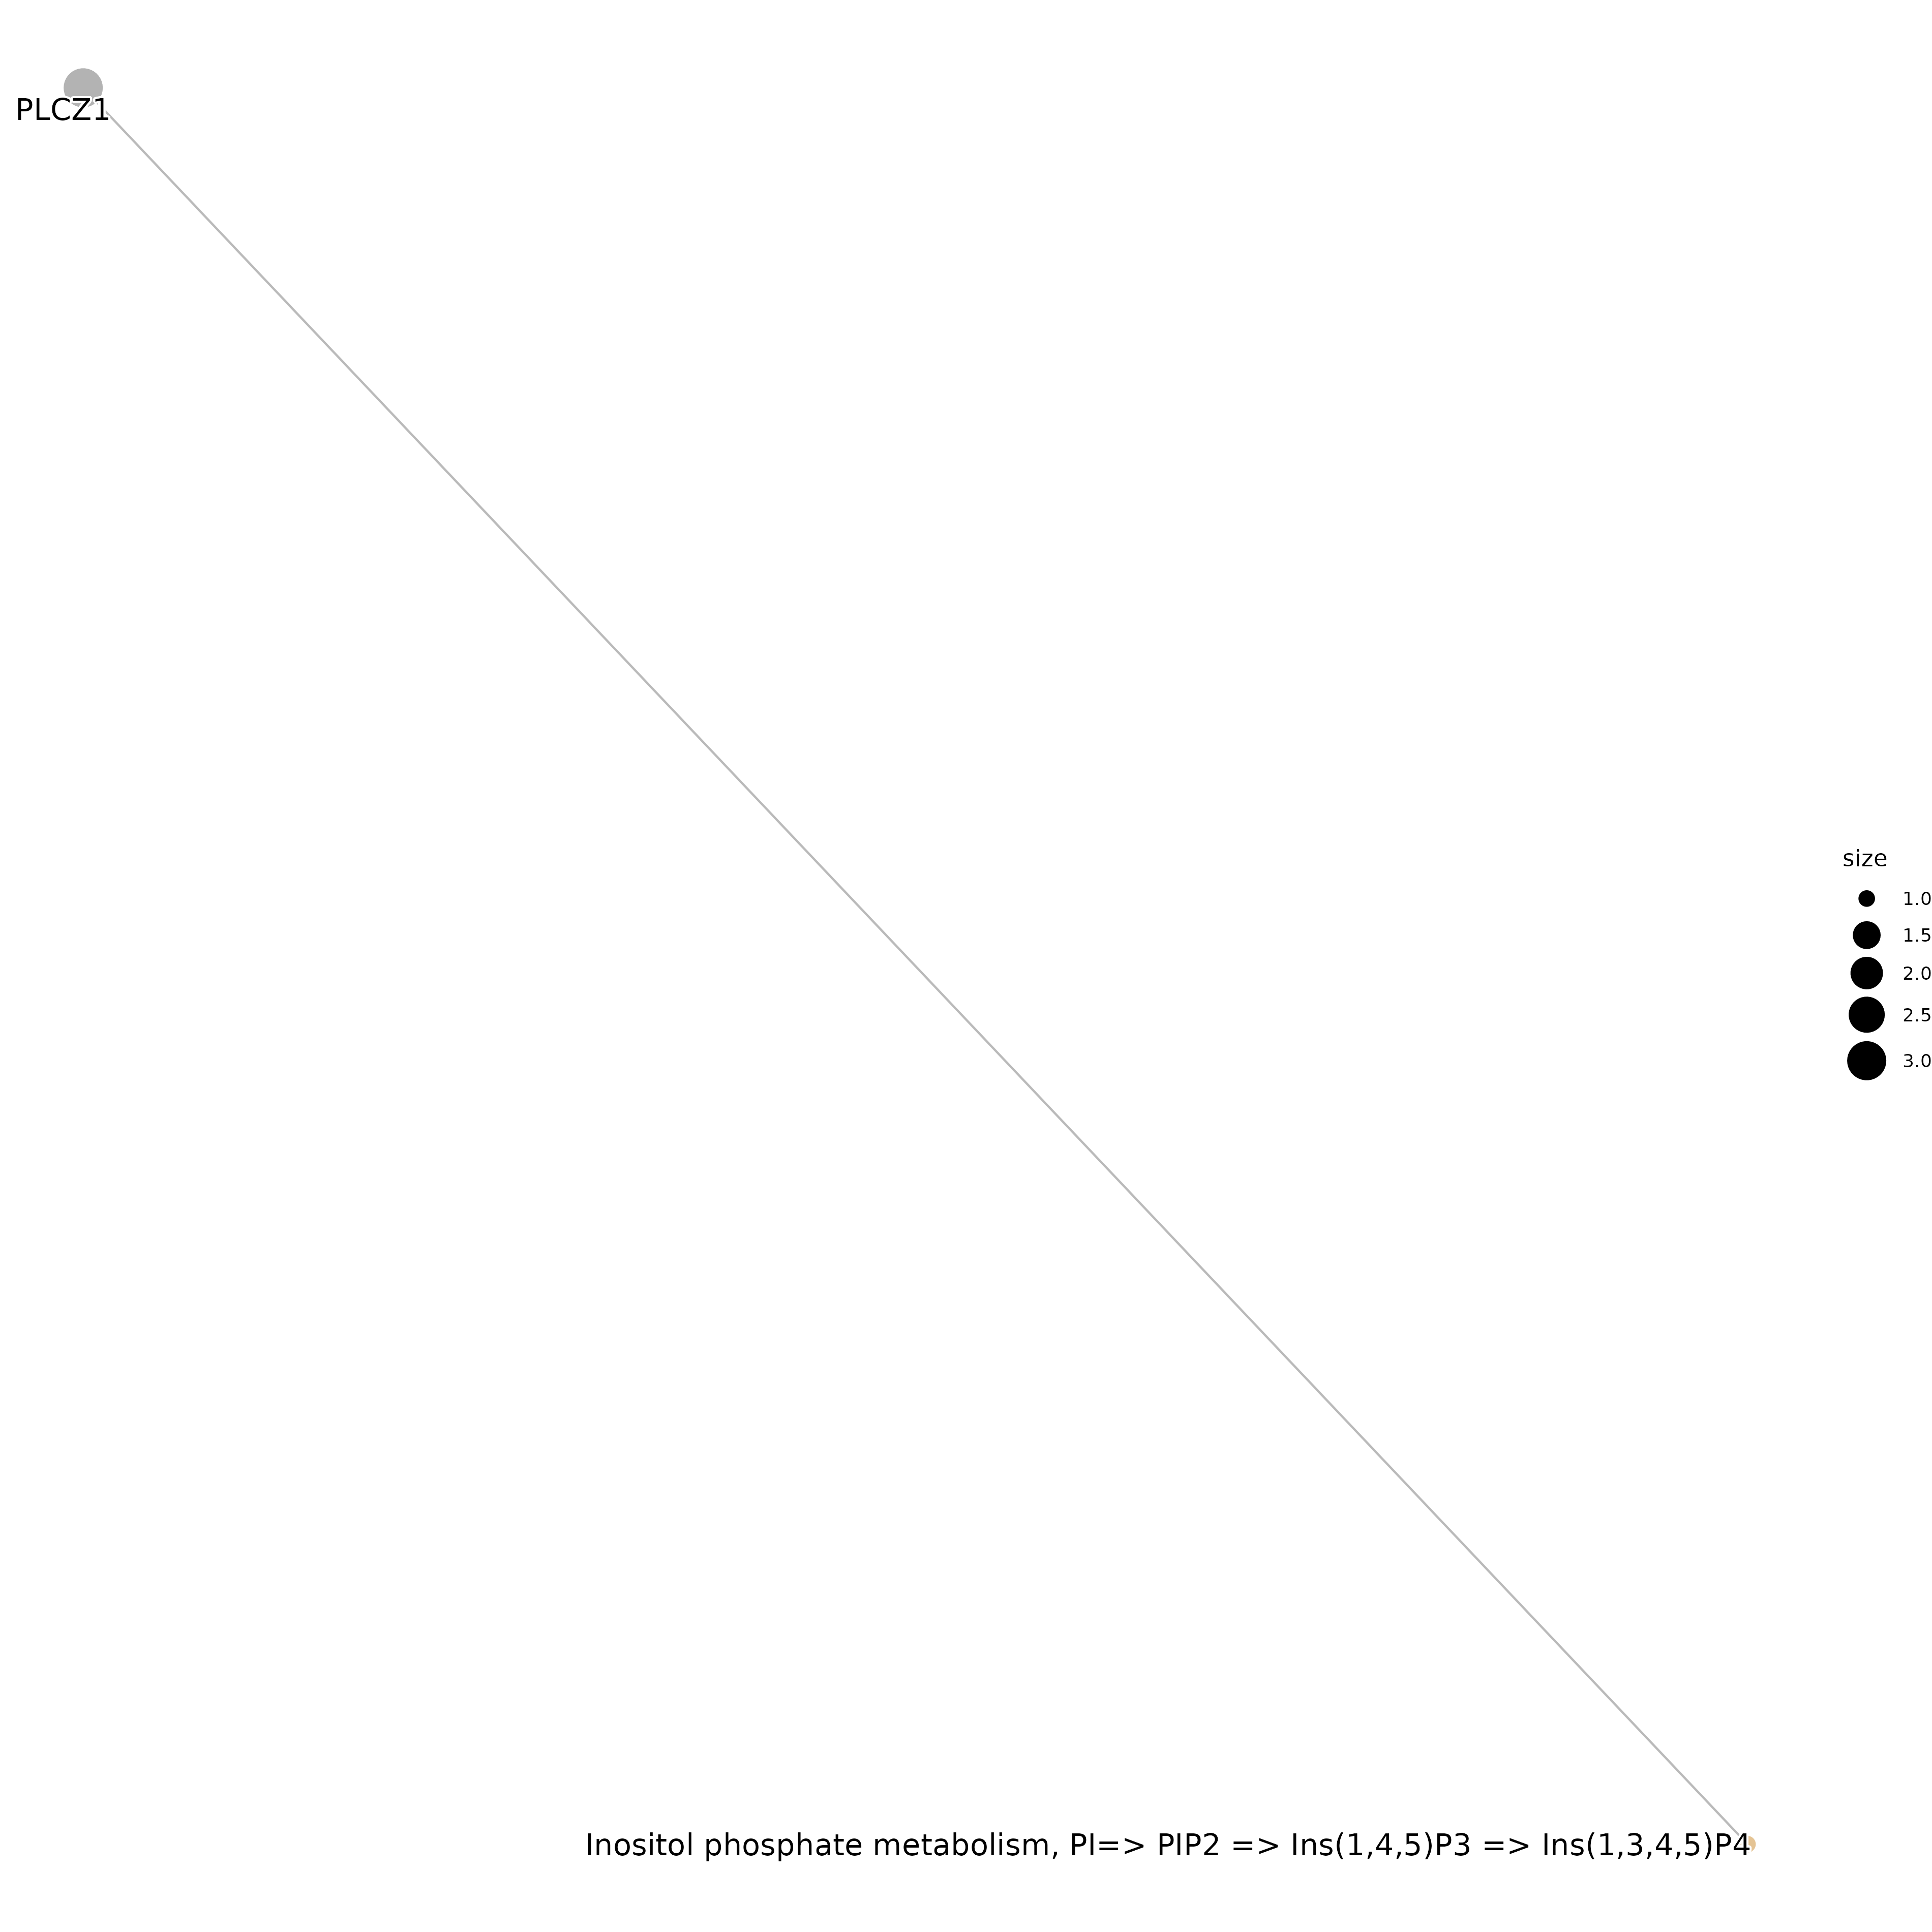 PLCZ1
size
1.0
1.5
2.0
2.5
3.0
Inositol phosphate metabolism, PI=> PIP2 => Ins(1,4,5)P3 => Ins(1,3,4,5)P4